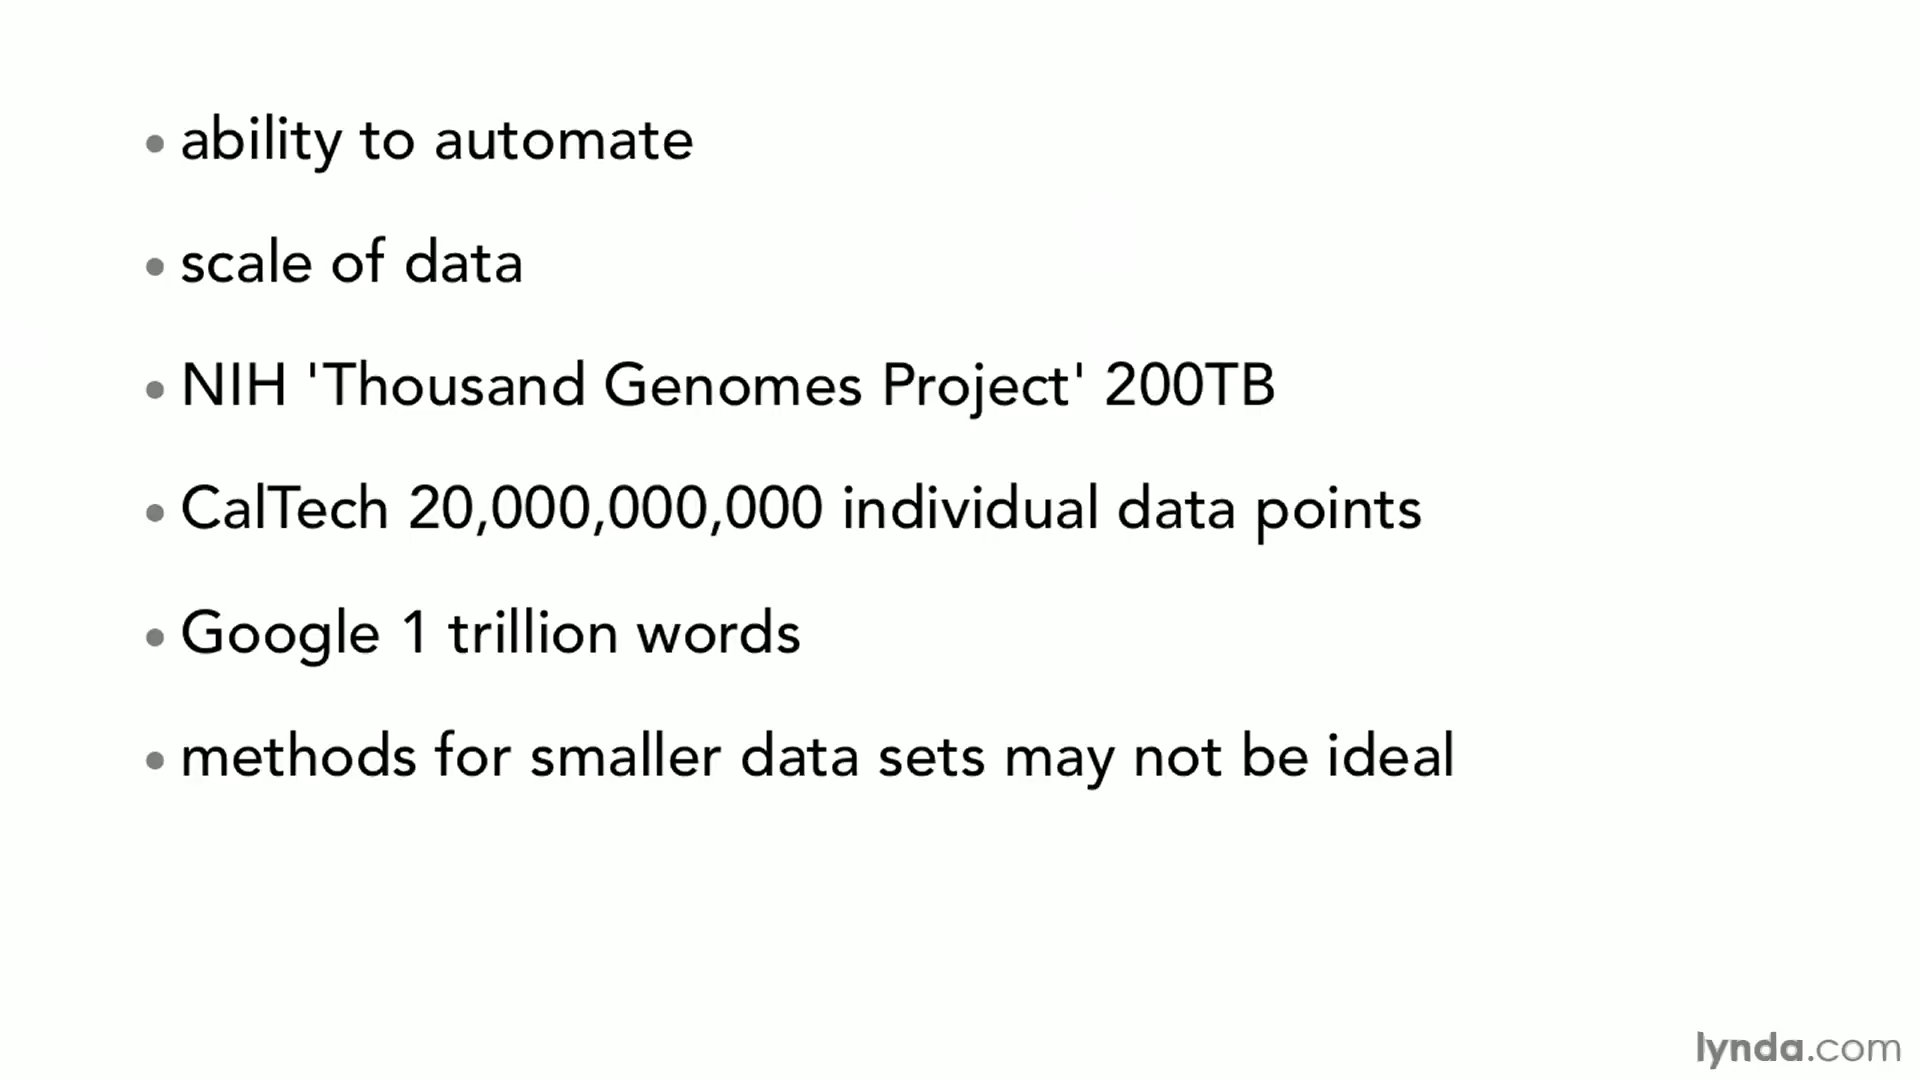 • ability to automate
• scale of data
• NIH 'Thousand Genomes Project' 200TB
• CalTech 20,000,000,000 individual data points
• Google 1 trillion words
• methods for smaller data sets may not be ideal
lynda.com